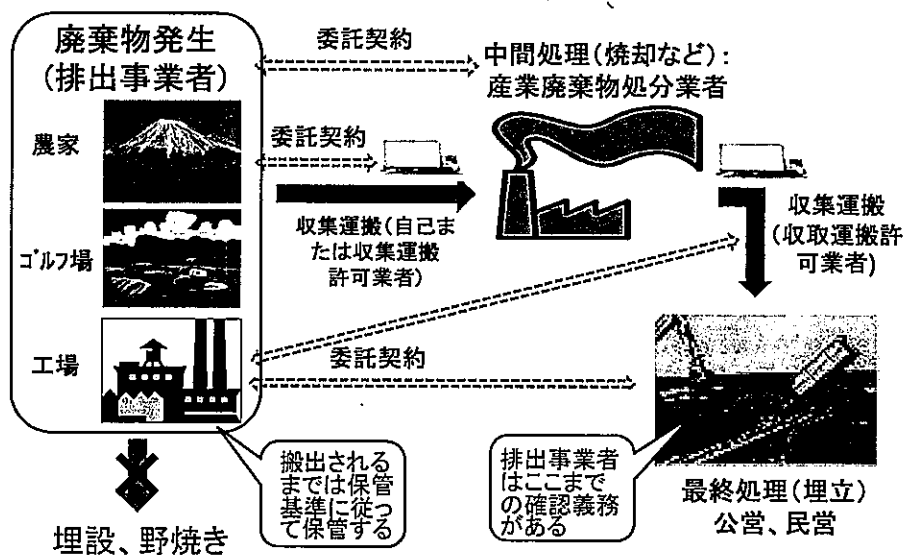 廃棄物発生
(排出事業者)
農家
ゴルフ場
工場
委託契約
委託契約
収集運搬(自己ま
たは収集運搬
許可業者)
中間処理(焼却など):
産業廃棄物処分業者
収集運搬
(収取運搬許
可業者)
委託契約
搬出される
までは保管
基準に従っ
て保管する
排出事業者
はここまで
の確認義務
がある
最終処理(埋立)
公営、民営
埋設、野焼き